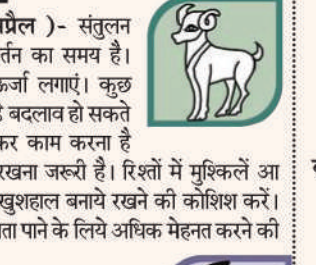 प्रैल )- संतुलन
र्तन का समय है।
ऊर्जा लगाएं। कुछ
बदलाव हो सकते
कर काम करना है
रखना जरूरी है। रिश्तों में मुश्किलें आ
खुशहाल बनाये रखने की कोशिश करें।
ता पाने के लिये अधिक मेहनत करने की